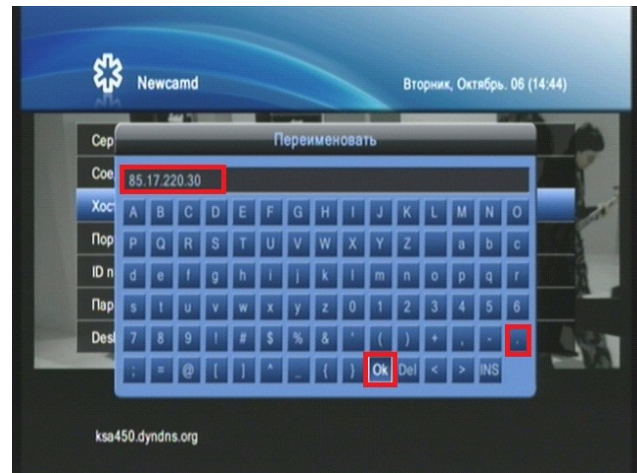 Newcamd
Вторник, Октябрь. 06 (14:44)
Переименовать
85.17.220.30
Сер
Сое
Хос
Пор
ID n
Пар
Desl
A B C D E F G H I J K L M N O
P Q R S T U V W X Y Z a b c
d e f g h i j k l m n o p q r
s t u v w x y z 0 1 2 3 4 5 6
7 8 9 ! # $ % & ' ( ) + , - .
; = @ [ ] ^ _ { } Ok Del < > INS
ksa450.dyndns.org